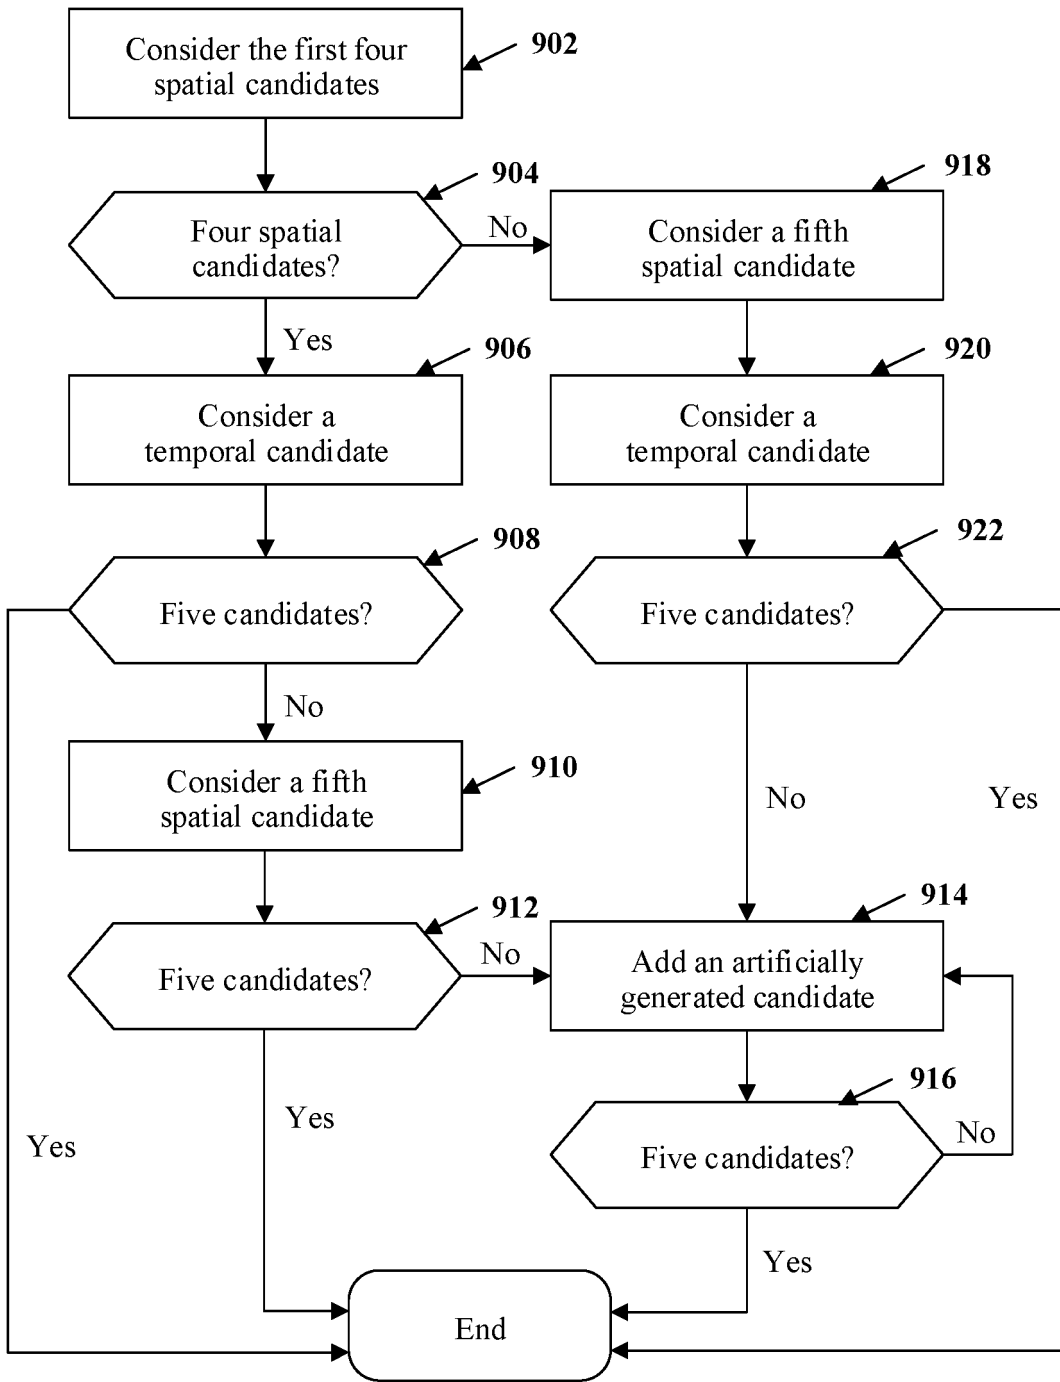 Consider the first four
spatial candidates
902
904
Four spatial
candidates?
No
918
Consider a fifth
spatial candidate
Yes
906
Consider a
temporal candidate
920
Consider a
temporal candidate
908
Five candidates?
922
Five candidates?
No
910
Consider a fifth
spatial candidate
No
Yes
912
Five candidates?
No
914
Add an artificially
generated candidate
Yes
Yes
916
Five candidates?
No
Yes
End